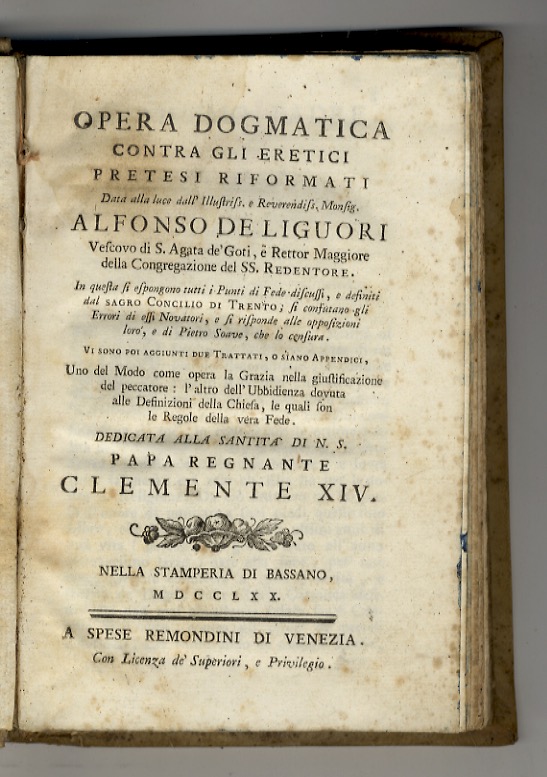 OPERA DOGMATICA
CONTRA GLI ERETICI
PRETESI RIFORMATI
Data alla luce dall' Illuſtriſs. e Reverendiſs. Monſig.
ALFONSO DE LIGUORI
Veſcovo di S. Agata de' Goti, e Rettor Maggiore
della Congregazione del SS. REDENTORE.
In queſta ſi eſpongono tutti i Punti di Fede diſcuſſi, e definiti
dal SAGRO CONCILIO DI TRENTO; ſi confutano gli
Errori di eſſi Novatori, e ſi riſponde alle oppoſizioni
loro, e di Pietro Soave, che lo cenſura.
VI SONO POI AGGIUNTI DUE TRATTATI, O SIANO APPENDICI,
Uno del Modo come opera la Grazia nella giuſtificazione
del peccatore: l'altro dell'Ubbidienza dovuta
alle Definizioni della Chieſa, le quali ſon
le Regole della vera Fede.
DEDICATA ALLA SANTITA' DI N. S.
PAPA REGNANTE
CLEMENTE XIV.
NELLA STAMPERIA DI BASSANO,
MDCCLXX.
A SPESE REMONDINI DI VENEZIA.
Con Licenza de' Superiori, e Privilegio.